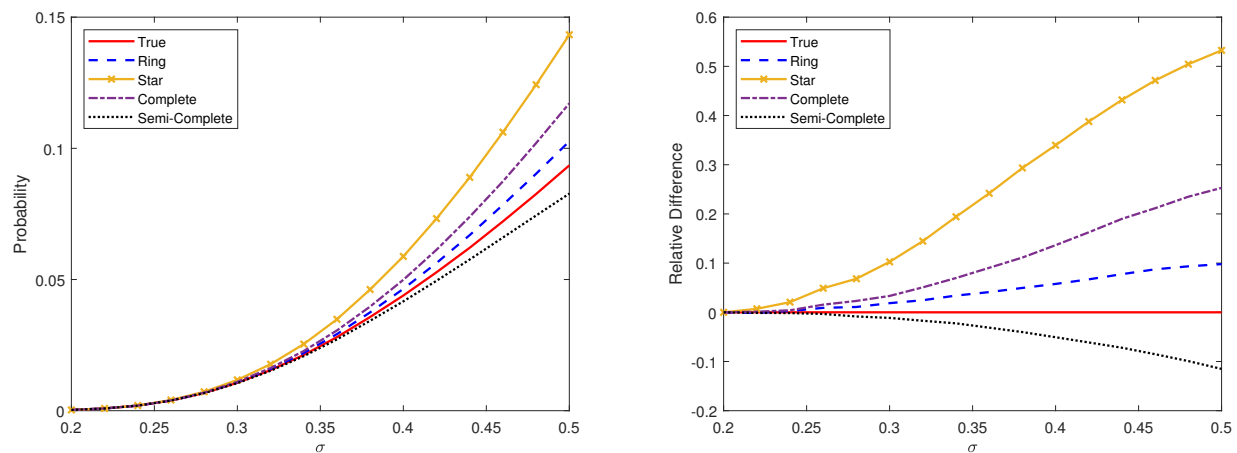 0.15
0.1
0.05
0
Probability
True
Ring
Star
Complete
Semi-Complete
0.2 0.25 0.3 0.35 0.4 0.45 0.5
σ
0.6
0.5
0.4
0.3
0.2
0.1
0
-0.1
-0.2
Relative Difference
True
Ring
Star
Complete
Semi-Complete
0.2 0.25 0.3 0.35 0.4 0.45 0.5
σ